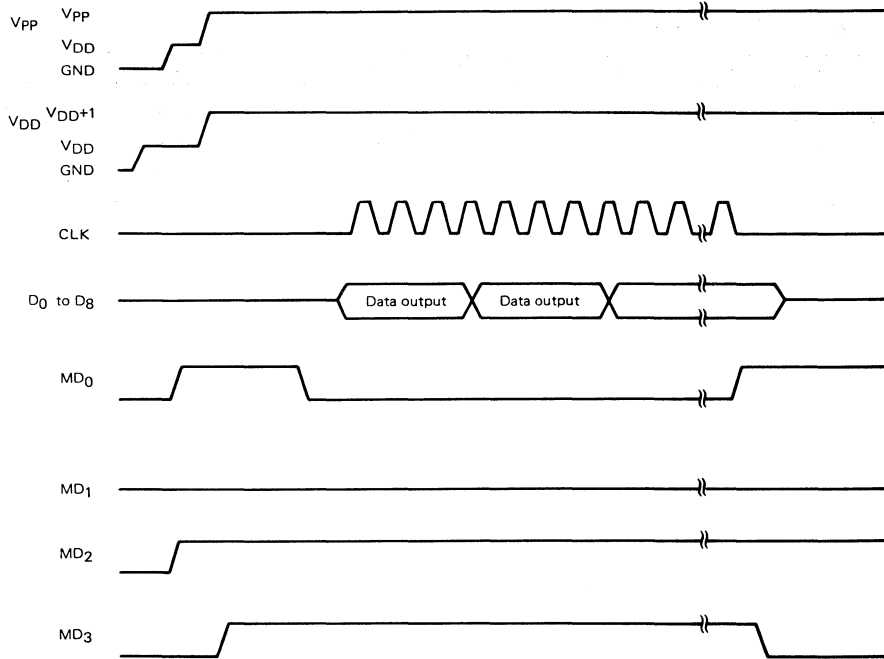 VPP VPP
VDD
GND
VDD VDD+1
VDD
GND
CLK
D0 to D8 Data output Data output
MD0
MD1
MD2
MD3